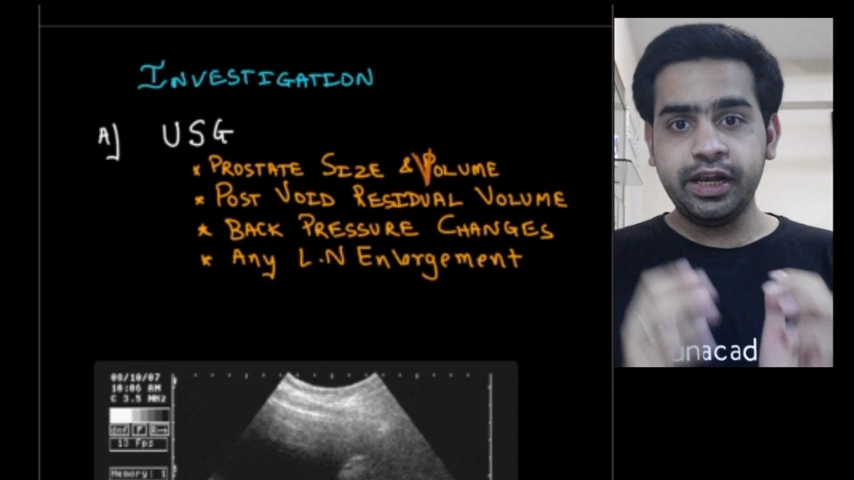 INVESTIGATION
A] USG
* PROSTATE SIZE & VOLUME
* POST VOID RESIDUAL VOLUME
* BACK PRESSURE CHANGES
* Any L.N Enlargement
08/10/07
10:06 AM
C 3.5 MHz
13 Fps
Memory: 1
unacad